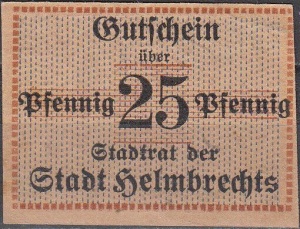 Gutschein
über
Pfennig 25 Pfennig
Stadtrat der
Stadt Helmbrechts